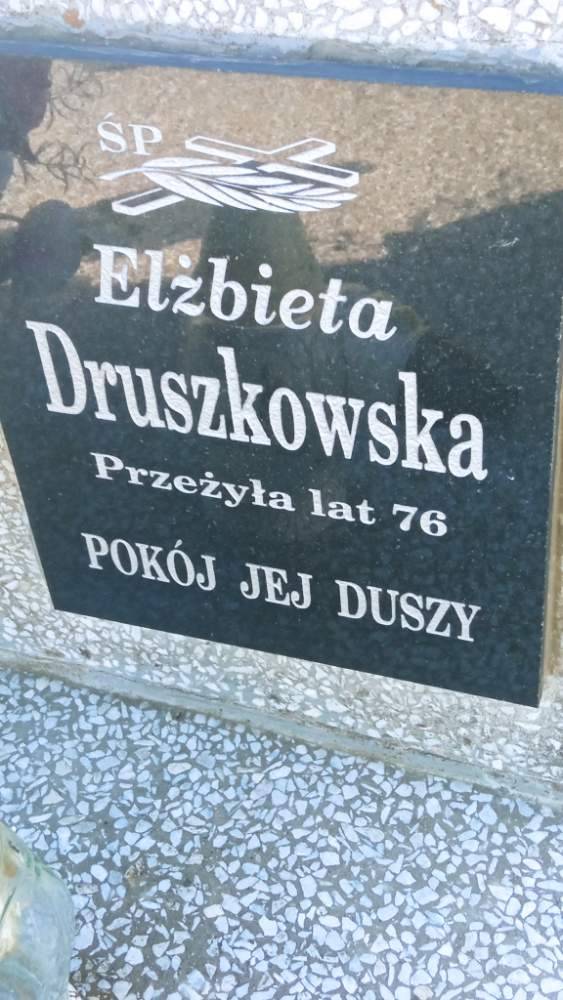 ŚP
Elżbieta
Druszkowska
Przeżyła lat 76
POKÓJ JEJ DUSZY